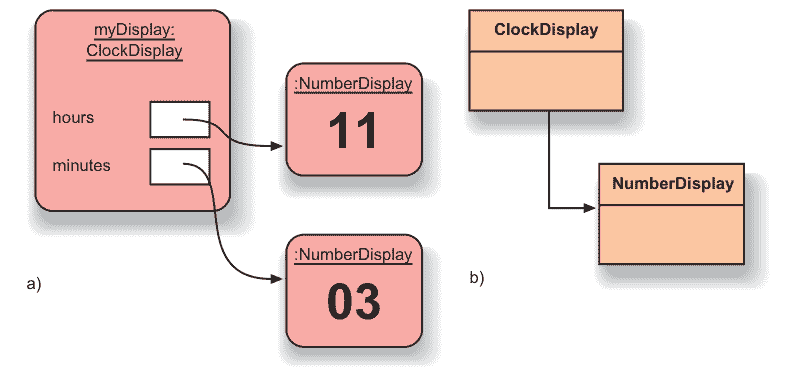 myDisplay:
ClockDisplay
hours
minutes
:NumberDisplay
11
:NumberDisplay
03
a)
ClockDisplay
NumberDisplay
b)